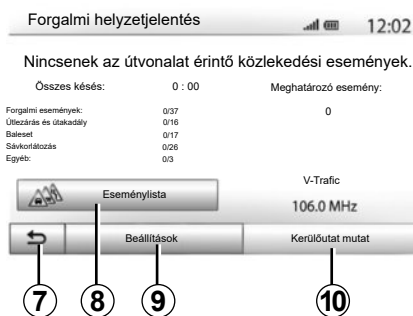 Forgalmi helyzetjelentés 12:02
Nincsenek az útvonalat érintő közlekedési események.
Összes késés: 0 : 00 Meghatározó esemény:
0
Forgalmi események: 0/37
Útlezárás és útakadály 0/16
Baleset 0/17
Sávkorlátozás 0/26
Egyéb: 0/3
Eseménylista
V-Trafic
106.0 MHz
Beállítások
Kerülőutat mutat
7 8 9 10